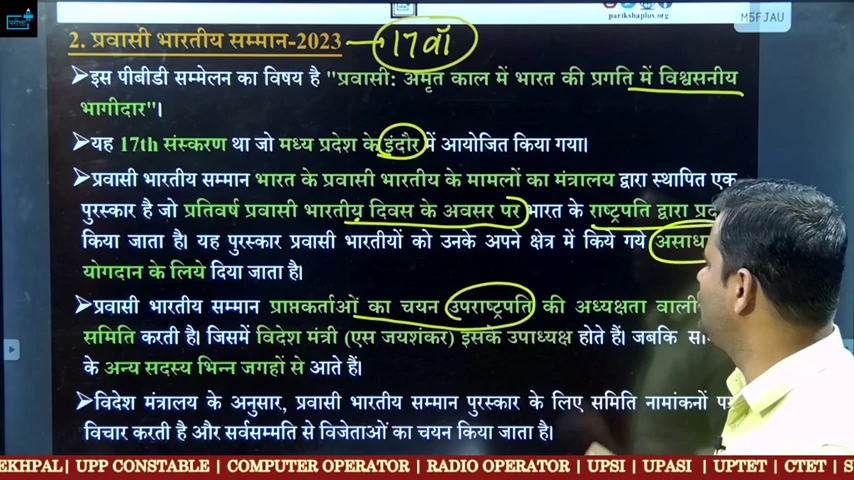 परीक्षा
parikshaplus.org
M5FJAU
2. प्रवासी भारतीय सम्मान-2023 17वाँ
➤इस पीबीडी सम्मेलन का विषय है "प्रवासी: अमृत काल में भारत की प्रगति में विश्वसनीय
भागीदार"।
➤यह 17th संस्करण था जो मध्य प्रदेश के इंदौर में आयोजित किया गया।
➤प्रवासी भारतीय सम्मान भारत के प्रवासी भारतीय के मामलों का मंत्रालय द्वारा स्थापित एक
पुरस्कार है जो प्रतिवर्ष प्रवासी भारतीय दिवस के अवसर पर भारत के राष्ट्रपति द्वारा
किया जाता है। यह पुरस्कार प्रवासी भारतीयों को उनके अपने क्षेत्र में किये गये
योगदान के लिये दिया जाता है।
➤प्रवासी भारतीय सम्मान प्राप्तकर्ताओं का चयन उपराष्ट्रपति की अध्यक्षता वाली
समिति करती है। जिसमें विदेश मंत्री (एस जयशंकर) इसके उपाध्यक्ष होते हैं। जबकि
के अन्य सदस्य भिन्न जगहों से आते हैं।
➤विदेश मंत्रालय के अनुसार, प्रवासी भारतीय सम्मान पुरस्कार के लिए समिति नामांकनों
विचार करती है और सर्वसम्मति से विजेताओं का चयन किया जाता है।
EKHPAL| UPP CONSTABLE | COMPUTER OPERATOR | RADIO OPERATOR | UPSI | UPASI | UPTET | CTET | S